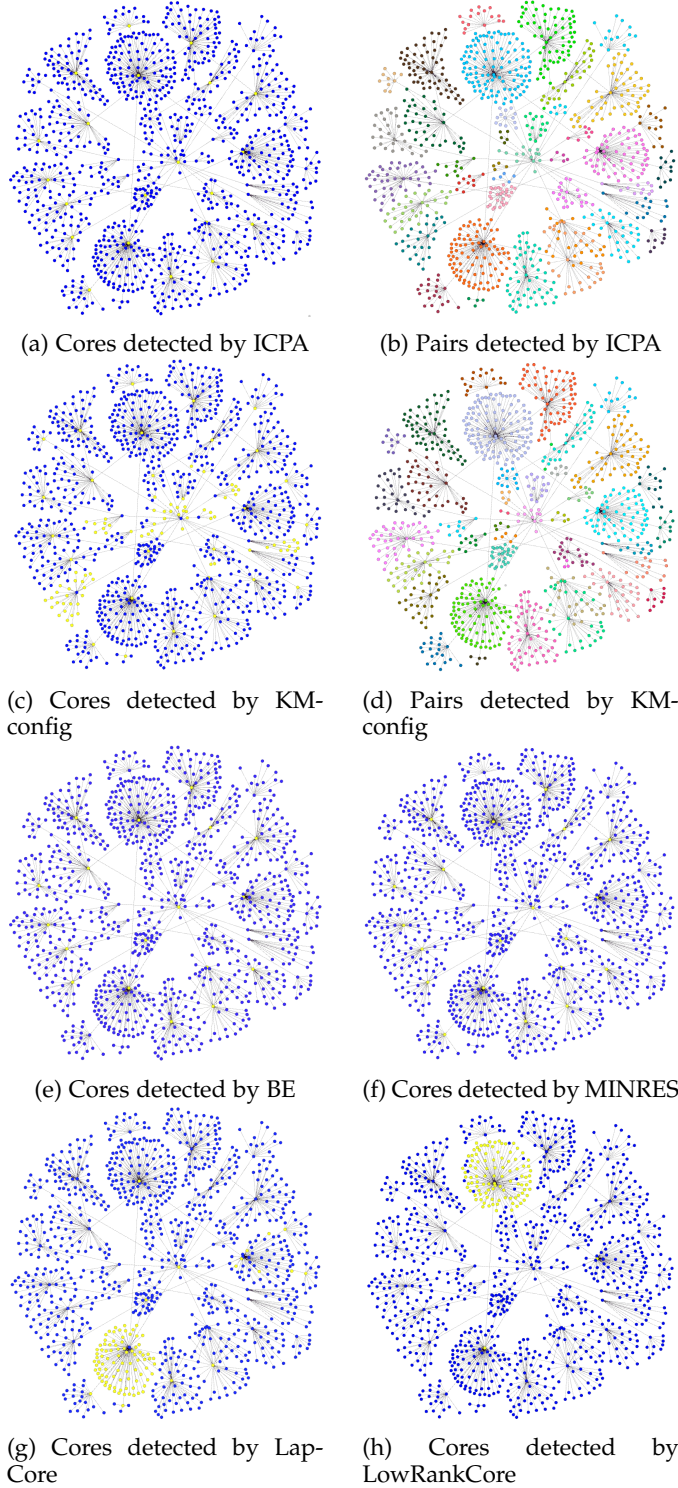 (a) Cores detected by ICPA
(b) Pairs detected by ICPA
(c) Cores detected by KM-
config
(d) Pairs detected by KM-
config
(e) Cores detected by BE
(f) Cores detected by MINRES
(g) Cores detected by Lap-
Core
(h) Cores detected by
LowRankCore